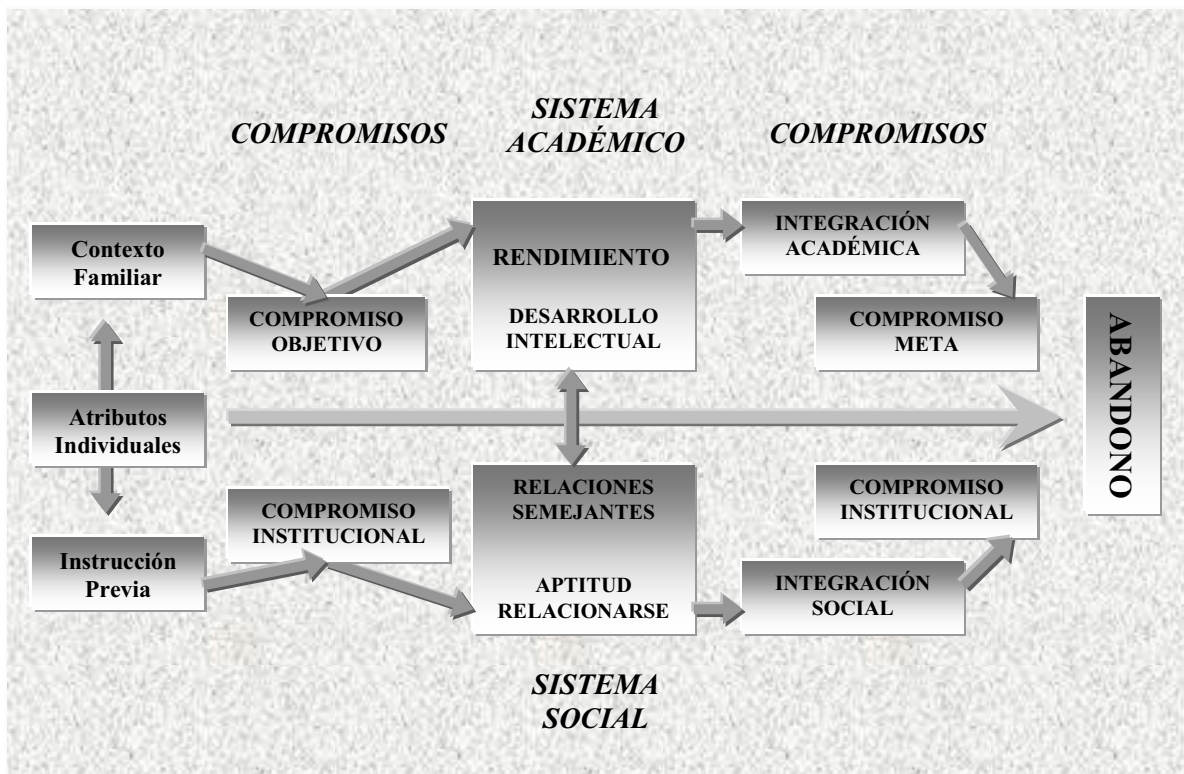 COMPROMISOS
SISTEMA
ACADÉMICO
COMPROMISOS
Contexto
Familiar
Atributos
Individuales
Instrucción
Previa
COMPROMISO
OBJETIVO
COMPROMISO
INSTITUCIONAL
RENDIMIENTO
DESARROLLO
INTELECTUAL
RELACIONES
SEMEJANTES
APTITUD
RELACIONARSE
INTEGRACIÓN
ACADÉMICA
COMPROMISO
META
COMPROMISO
INSTITUCIONAL
INTEGRACIÓN
SOCIAL
ABANDONO
SISTEMA
SOCIAL